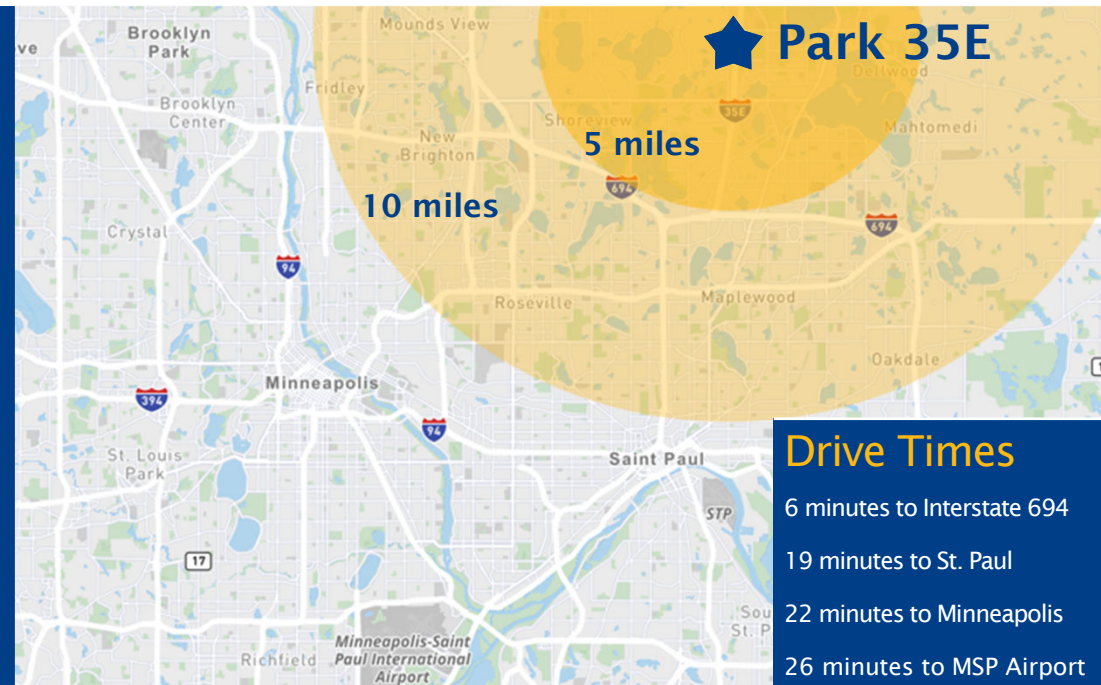 Park 35E
5 miles
10 miles
Brooklyn
Park
Mounds View
Dellwood
Fridley
Brooklyn
Center
35E
Shoreview
Mahtomedi
New
Brighton
694
694
Crystal
94
Roseville
Maplewood
Oakdale
Minneapolis
394
94
St. Louis
Park
Saint Paul
STP
17
Minneapolis-Saint
Paul International
Airport
Richfield
Drive Times
6 minutes to Interstate 694
19 minutes to St. Paul
22 minutes to Minneapolis
26 minutes to MSP Airport